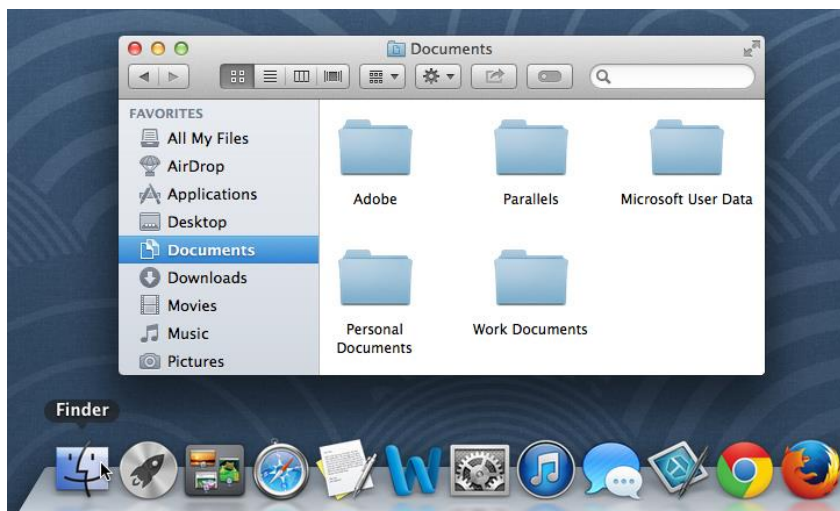 Documents
FAVORITES
All My Files
AirDrop
Applications
Desktop
Documents
Downloads
Movies
Music
Pictures
Adobe
Parallels
Microsoft User Data
Personal
Documents
Work Documents
Finder